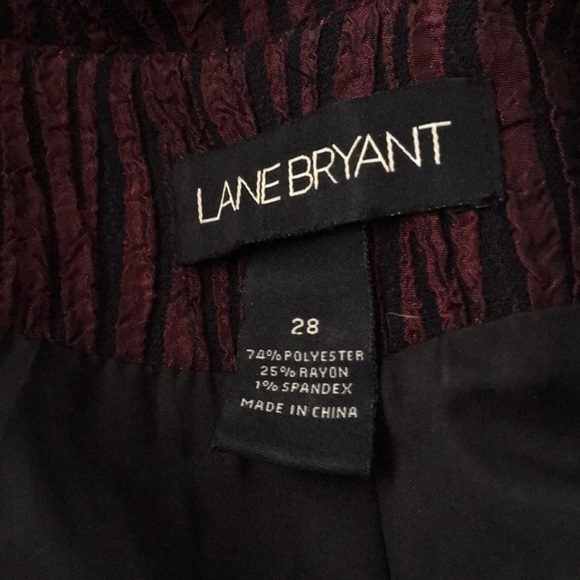 LANE BRYANT
28
74% POLYESTER
25% RAYON
1% SPANDEX
MADE IN CHINA